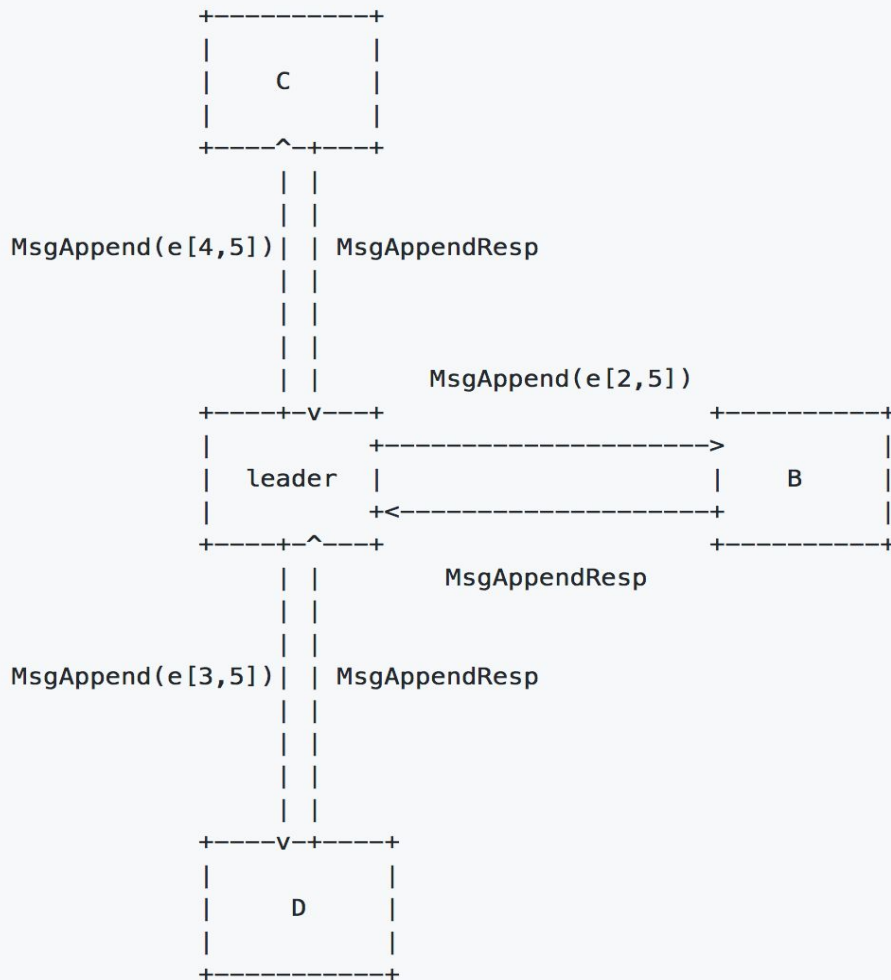 C
MsgAppend(e[4,5]) MsgAppendResp
MsgAppend(e[2,5])
leader B
MsgAppendResp
MsgAppend(e[3,5]) MsgAppendResp
D